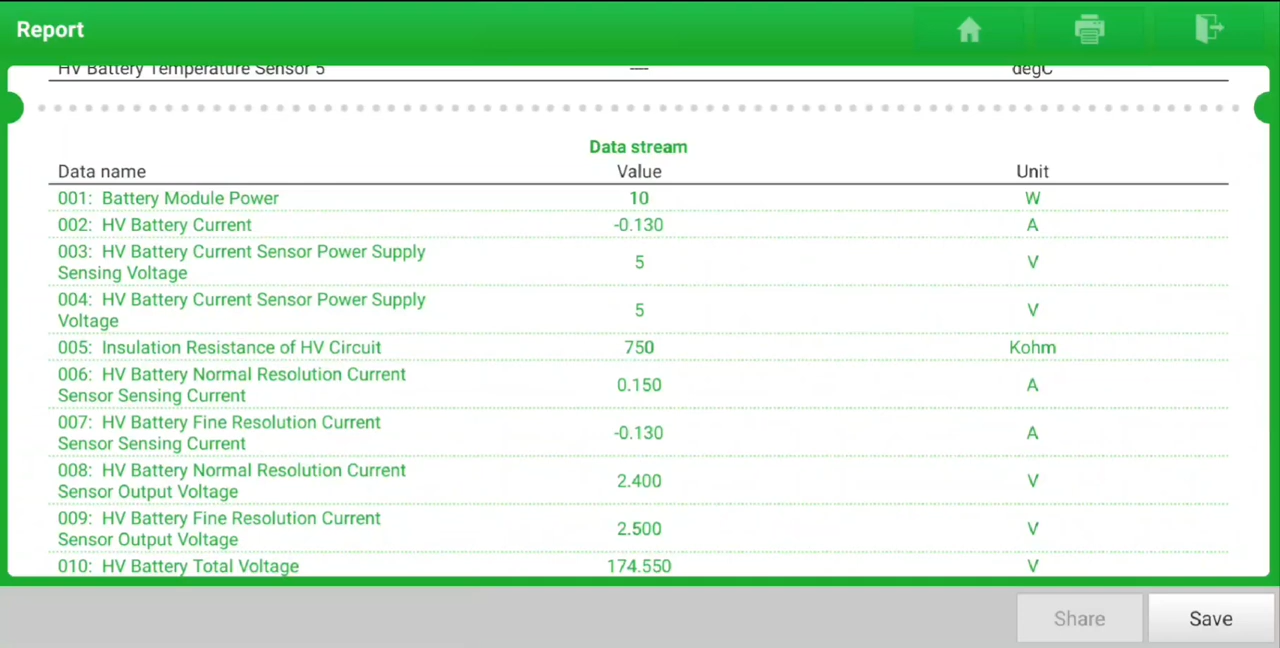 Report
HV Battery Temperature Sensor 5 --- degC
Data stream
Data name Value Unit
001: Battery Module Power 10 W
002: HV Battery Current -0.130 A
003: HV Battery Current Sensor Power Supply
Sensing Voltage 5 V
004: HV Battery Current Sensor Power Supply
Voltage 5 V
005: Insulation Resistance of HV Circuit 750 Kohm
006: HV Battery Normal Resolution Current
Sensor Sensing Current 0.150 A
007: HV Battery Fine Resolution Current
Sensor Sensing Current -0.130 A
008: HV Battery Normal Resolution Current
Sensor Output Voltage 2.400 V
009: HV Battery Fine Resolution Current
Sensor Output Voltage 2.500 V
010: HV Battery Total Voltage 174.550 V
Share Save